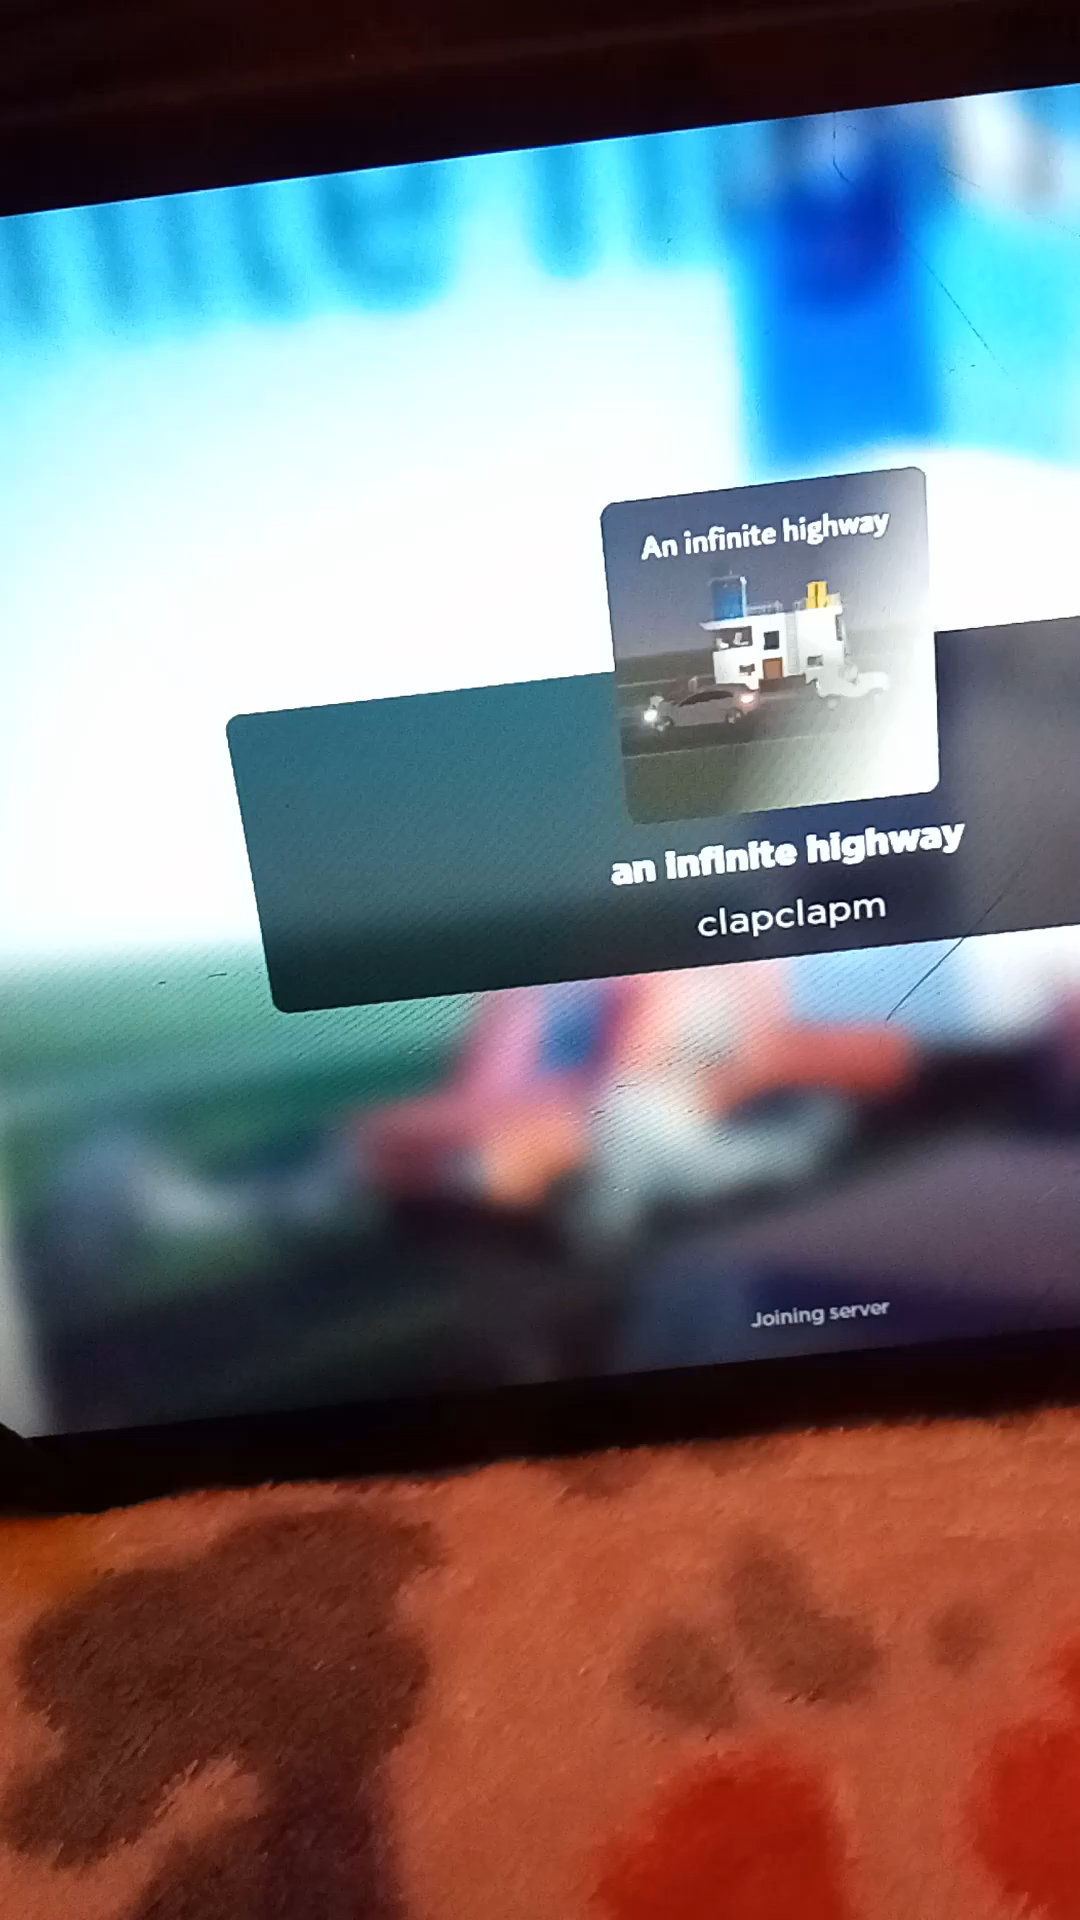 An infinite highway
an infinite highway
clapclapm
Joining server